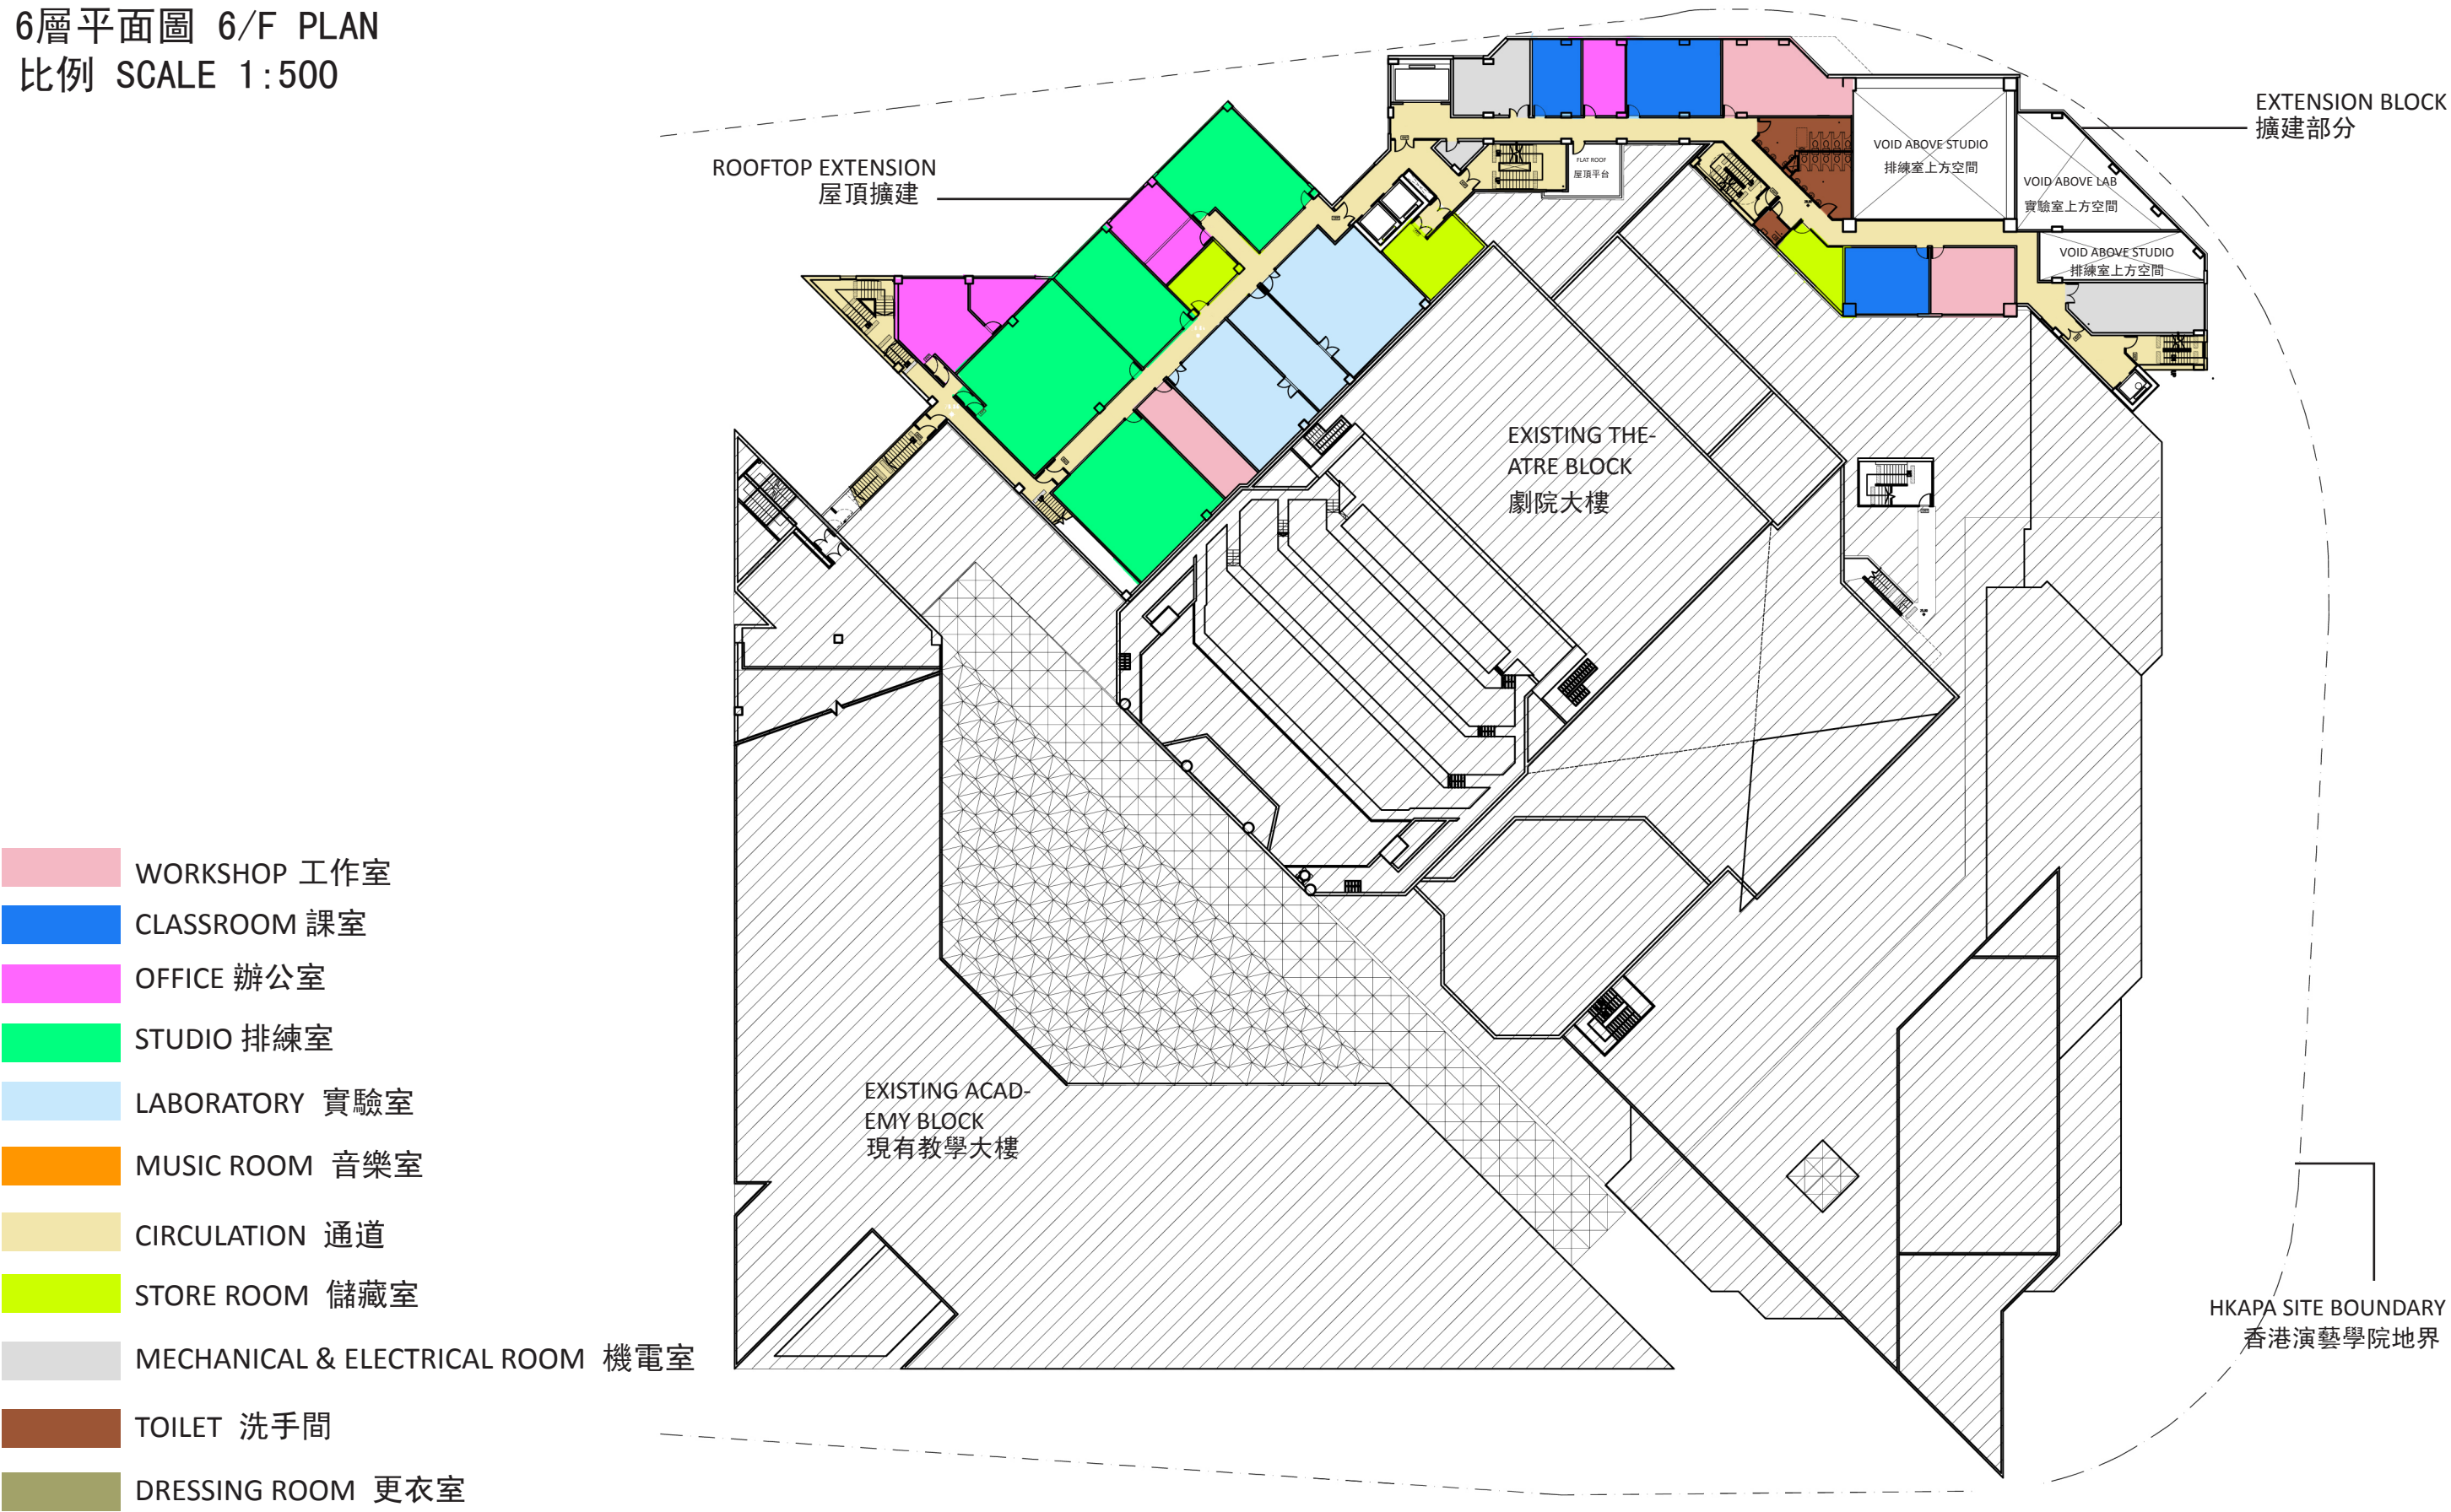 6層平面圖 6/F PLAN
比例 SCALE 1:500
EXTENSION BLOCK
擴建部分
ROOFTOP EXTENSION
屋頂擴建
FLAT ROOF
屋頂平台
VOID ABOVE STUDIO
排練室上方空間
VOID ABOVE LAB
實驗室上方空間
VOID ABOVE STUDIO
排練室上方空間
EXISTING THE-
ATRE BLOCK
劇院大樓
WORKSHOP 工作室
CLASSROOM 課室
OFFICE 辦公室
STUDIO 排練室
LABORATORY 實驗室
MUSIC ROOM 音樂室
CIRCULATION 通道
STORE ROOM 儲藏室
MECHANICAL & ELECTRICAL ROOM 機電室
TOILET 洗手間
DRESSING ROOM 更衣室
EXISTING ACAD-
EMY BLOCK
現有教學大樓
HKAPA SITE BOUNDARY
香港演藝學院地界